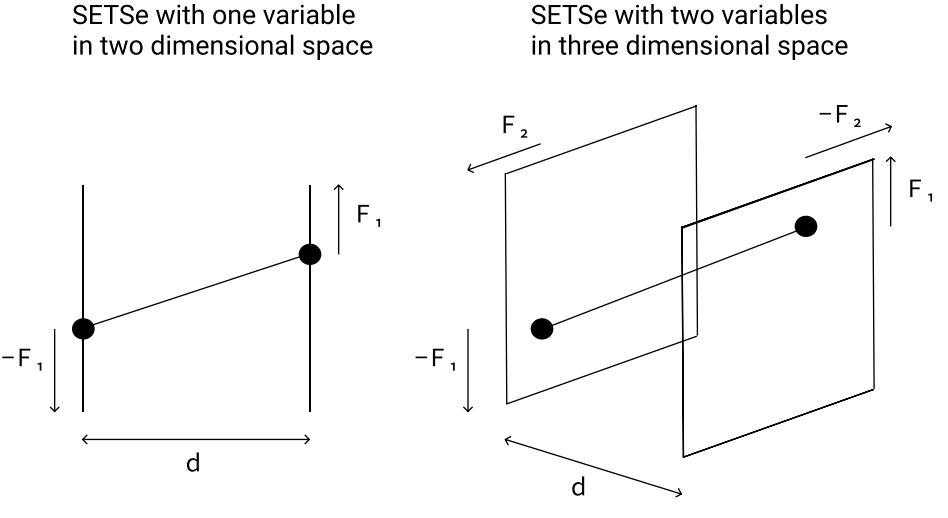 SETSe with one variable
in two dimensional space
SETSe with two variables
in three dimensional space
F₂
−F₂
F₁
F₁
−F₁
−F₁
d
d